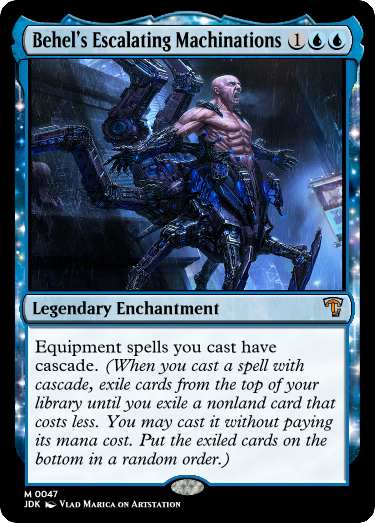 Behel's Escalating Machinations 1
Legendary Enchantment
Equipment spells you cast have
cascade. (When you cast a spell with
cascade, exile cards from the top of your
library until you exile a nonland card that
costs less. You may cast it without paying
its mana cost. Put the exiled cards on the
bottom in a random order.)
M 0047
JDK Vlad Marica on Artstation